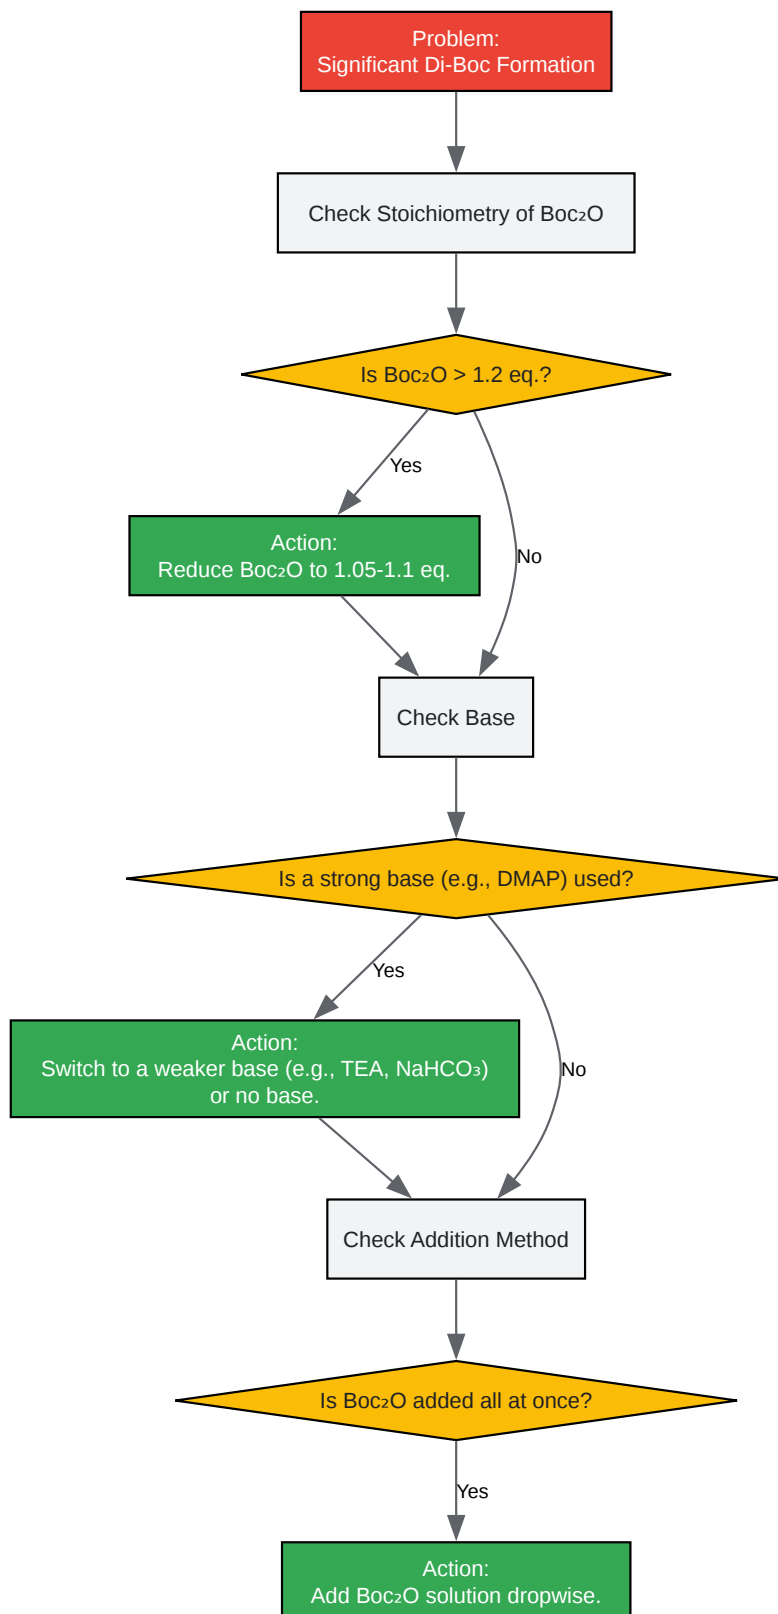 Problem:
Significant Di-Boc Formation
Check Stoichiometry of Boc₂O
Is Boc₂O > 1.2 eq.?
Yes
Action:
Reduce Boc₂O to 1.05-1.1 eq.
No
Check Base
Is a strong base (e.g., DMAP) used?
Yes
Action:
Switch to a weaker base (e.g., TEA, NaHCO₃)
or no base.
No
Check Addition Method
Is Boc₂O added all at once?
Yes
Action:
Add Boc₂O solution dropwise.